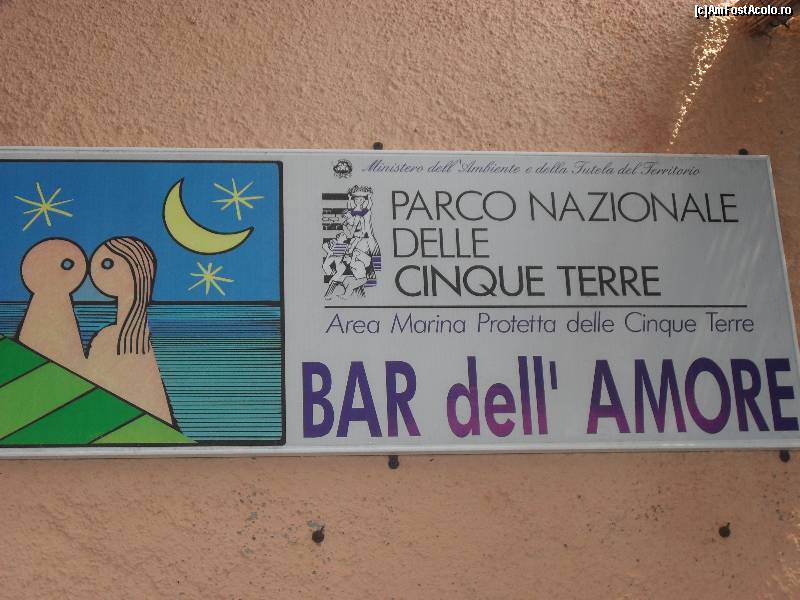 [c]AmFostAcolo.ro
Ministero dell'Ambiente e della Tutela del Territorio
PARCO NAZIONALE
DELLE
CINQUE TERRE
Area Marina Protetta delle Cinque Terre
BAR dell' AMORE